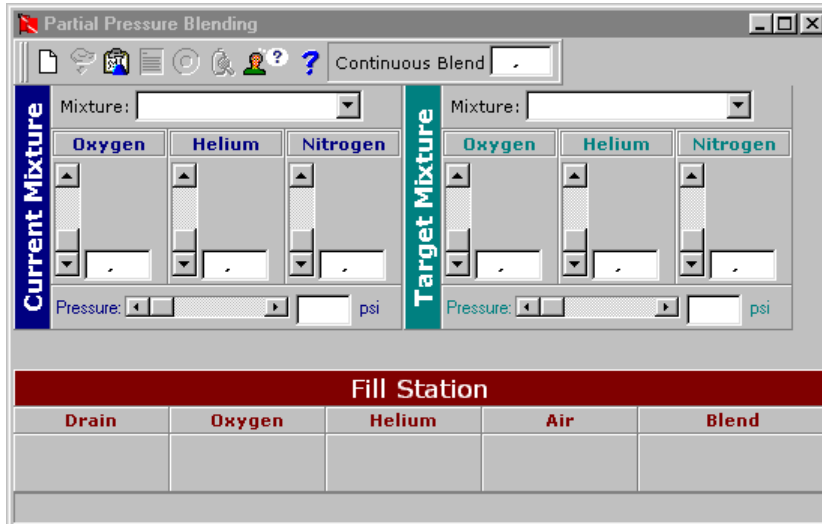 Partial Pressure Blending
Continuous Blend ,
Current Mixture
Mixture:
Oxygen Helium Nitrogen
, , ,
Pressure: psi
Target Mixture
Mixture:
Oxygen Helium Nitrogen
, , ,
Pressure: psi
Fill Station
Drain Oxygen Helium Air Blend